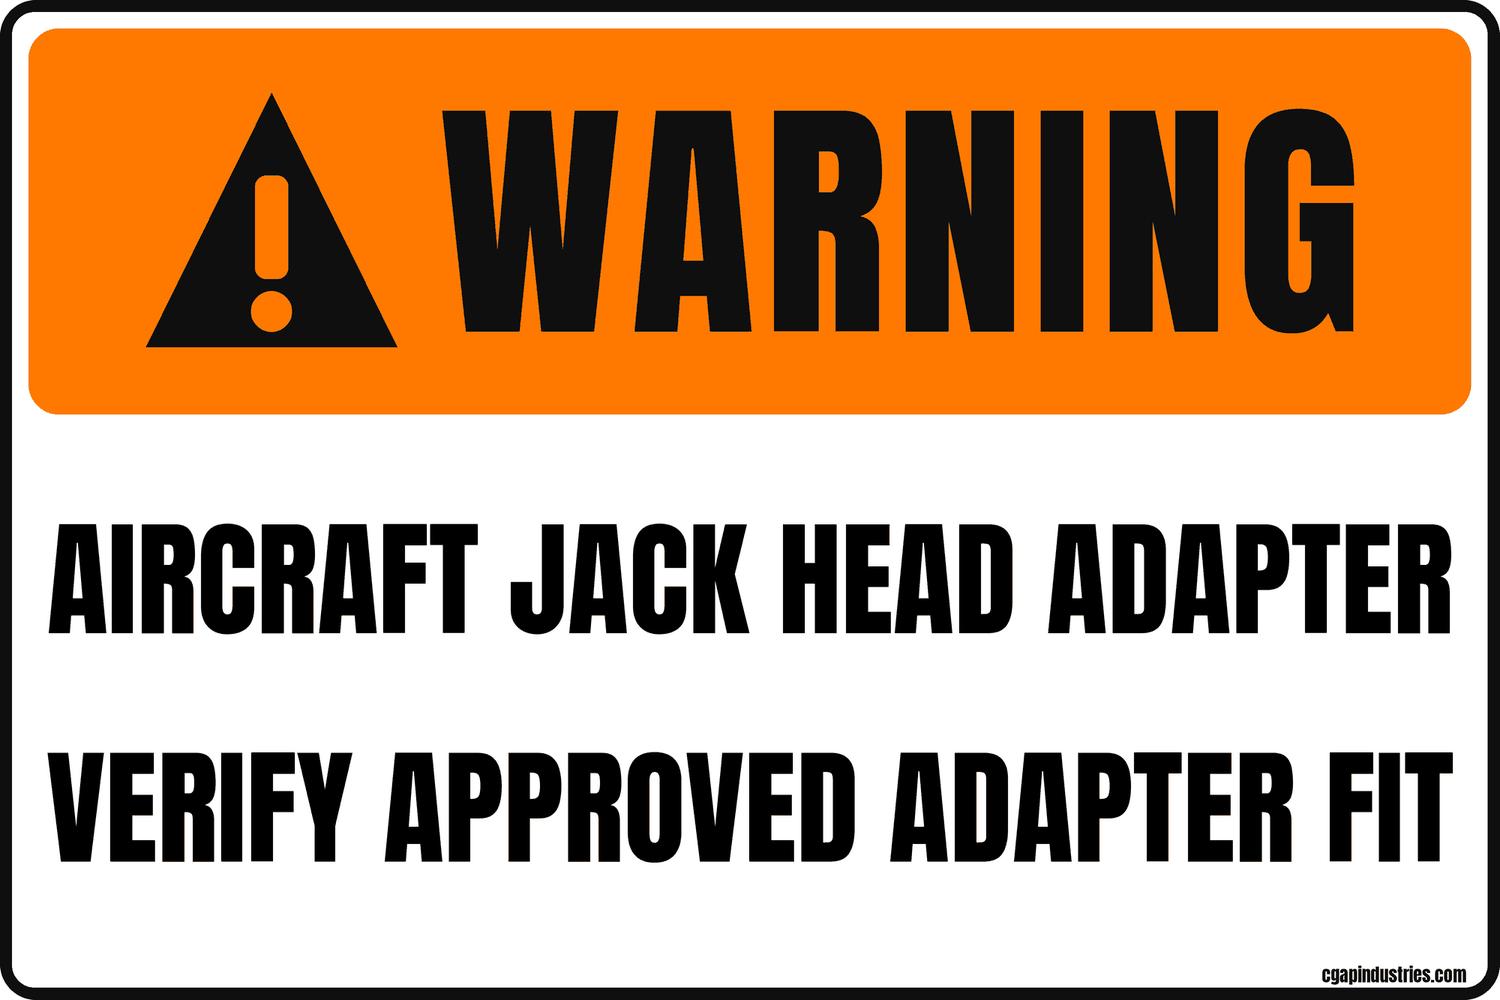 WARNING
AIRCRAFT JACK HEAD ADAPTER
VERIFY APPROVED ADAPTER FIT
cgapindustries.com